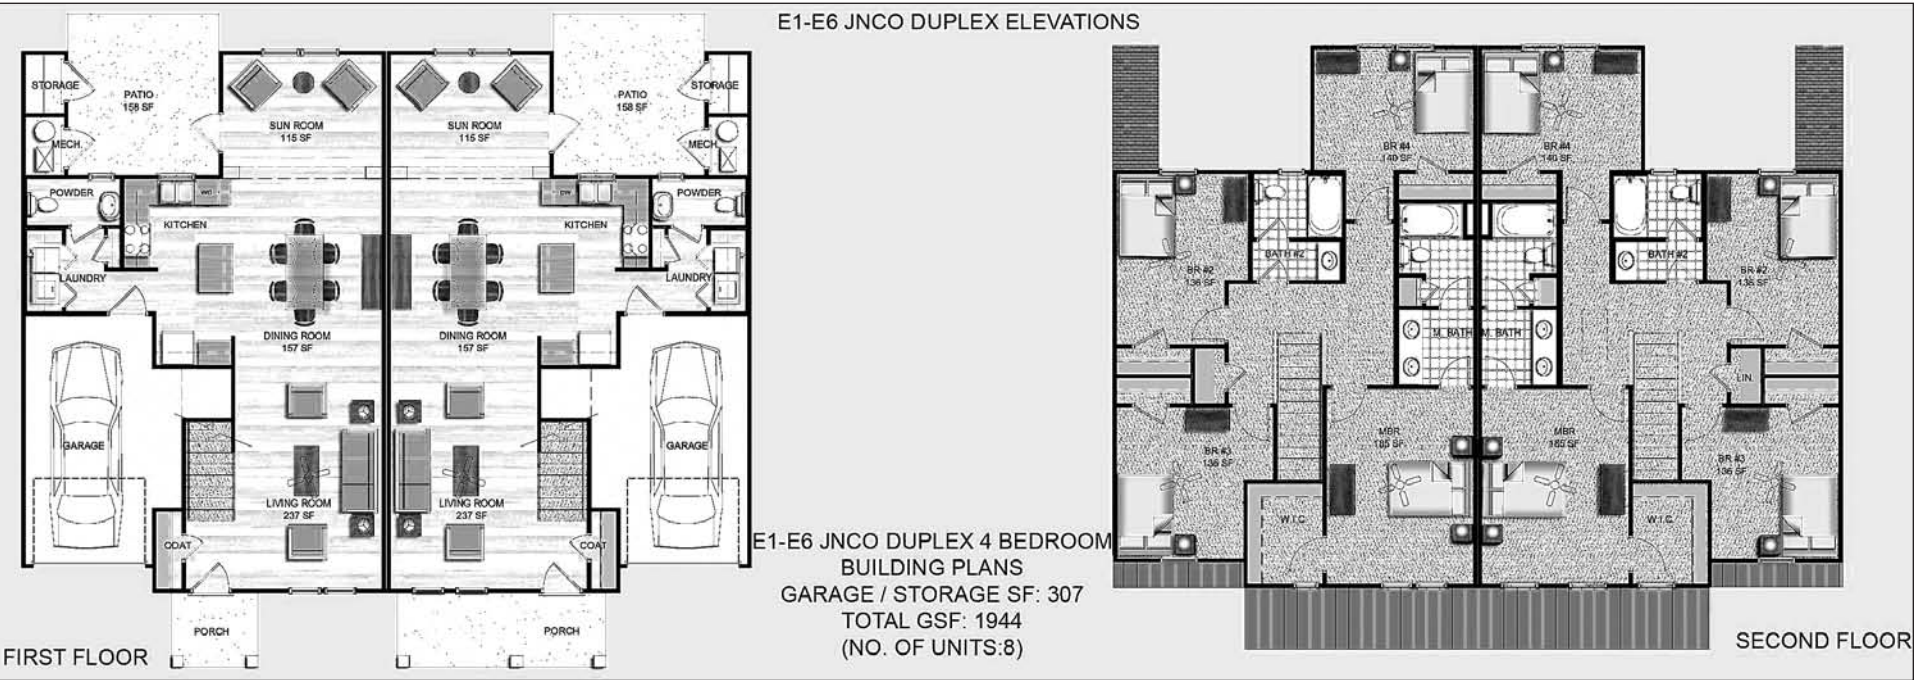 E1-E6 JNCO DUPLEX ELEVATIONS
STORAGE
PATIO
158 SF
SUN ROOM
115 SF
MECH.
POWDER
KITCHEN
LAUNDRY
DINING ROOM
157 SF
GARAGE
LIVING ROOM
237 SF
COAT
PORCH
SUN ROOM
115 SF
PATIO
158 SF
STORAGE
MECH.
DW
POWDER
KITCHEN
LAUNDRY
DINING ROOM
157 SF
GARAGE
LIVING ROOM
237 SF
COAT
PORCH
FIRST FLOOR
E1-E6 JNCO DUPLEX 4 BEDROOM
BUILDING PLANS
GARAGE / STORAGE SF: 307
TOTAL GSF: 1944
(NO. OF UNITS:8)
BR #4
140 SF
BR #4
140 SF
BATH #2
BR #2
136 SF
BATH #2
BR #2
136 SF
M. BATH
M. BATH
LIN.
MBR
185 SF
MBR
185 SF
BR #3
136 SF
BR #3
136 SF
W.I.C.
W.I.C.
SECOND FLOOR